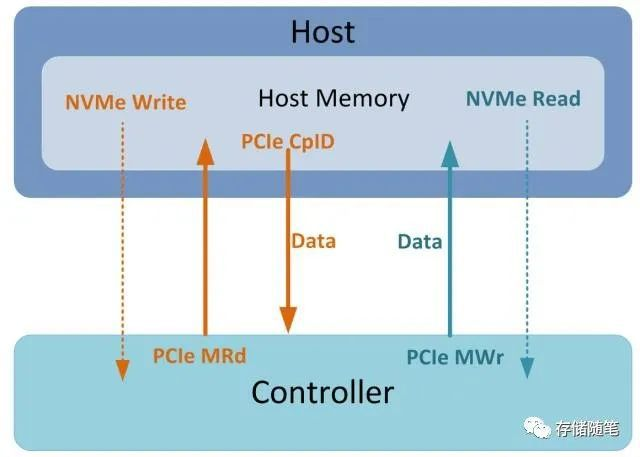 Host
NVMe Write
Host Memory
NVMe Read
PCIe CplD
Data
Data
PCIe MRd
PCIe MWr
Controller
存储随笔